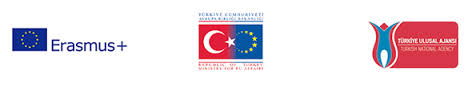 Erasmus+
TÜRKİYE CUMHURİYETİ
AVRUPA BİRLİĞİ BAKANLIĞI
REPUBLIC OF TURKEY
MINISTRY FOR EU AFFAIRS
TÜRKİYE ULUSAL AJANSI
TURKISH NATIONAL AGENCY